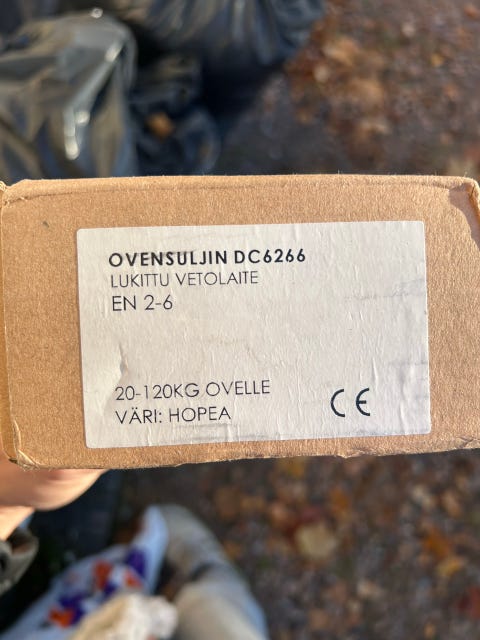 OVENSULJIN DC6266
LUKITTU VETOLAITE
EN 2-6
20-120KG OVELLE
VÄRI: HOPEA
CE